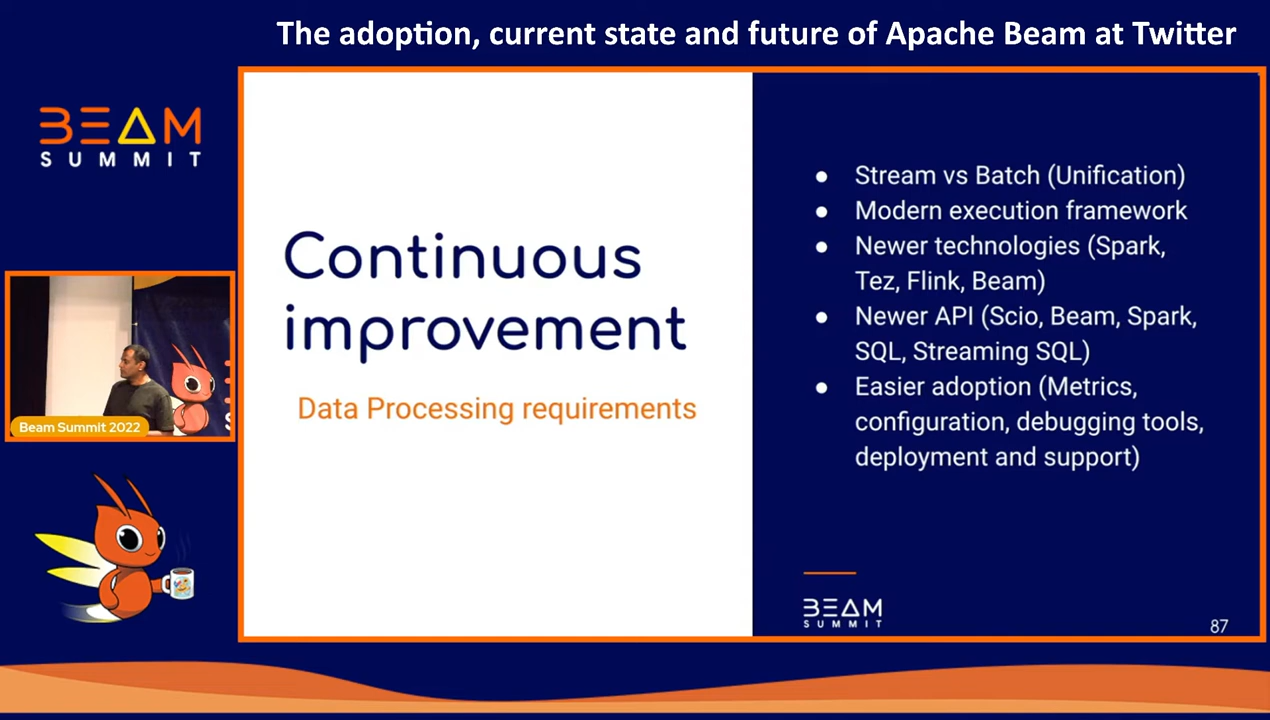 The adoption, current state and future of Apache Beam at Twitter
BEAM
SUMMIT
Beam Summit 2022
Continuous
improvement
Data Processing requirements
● Stream vs Batch (Unification)
● Modern execution framework
● Newer technologies (Spark,
Tez, Flink, Beam)
● Newer API (Scio, Beam, Spark,
SQL, Streaming SQL)
● Easier adoption (Metrics,
configuration, debugging tools,
deployment and support)
BEAM
SUMMIT
87